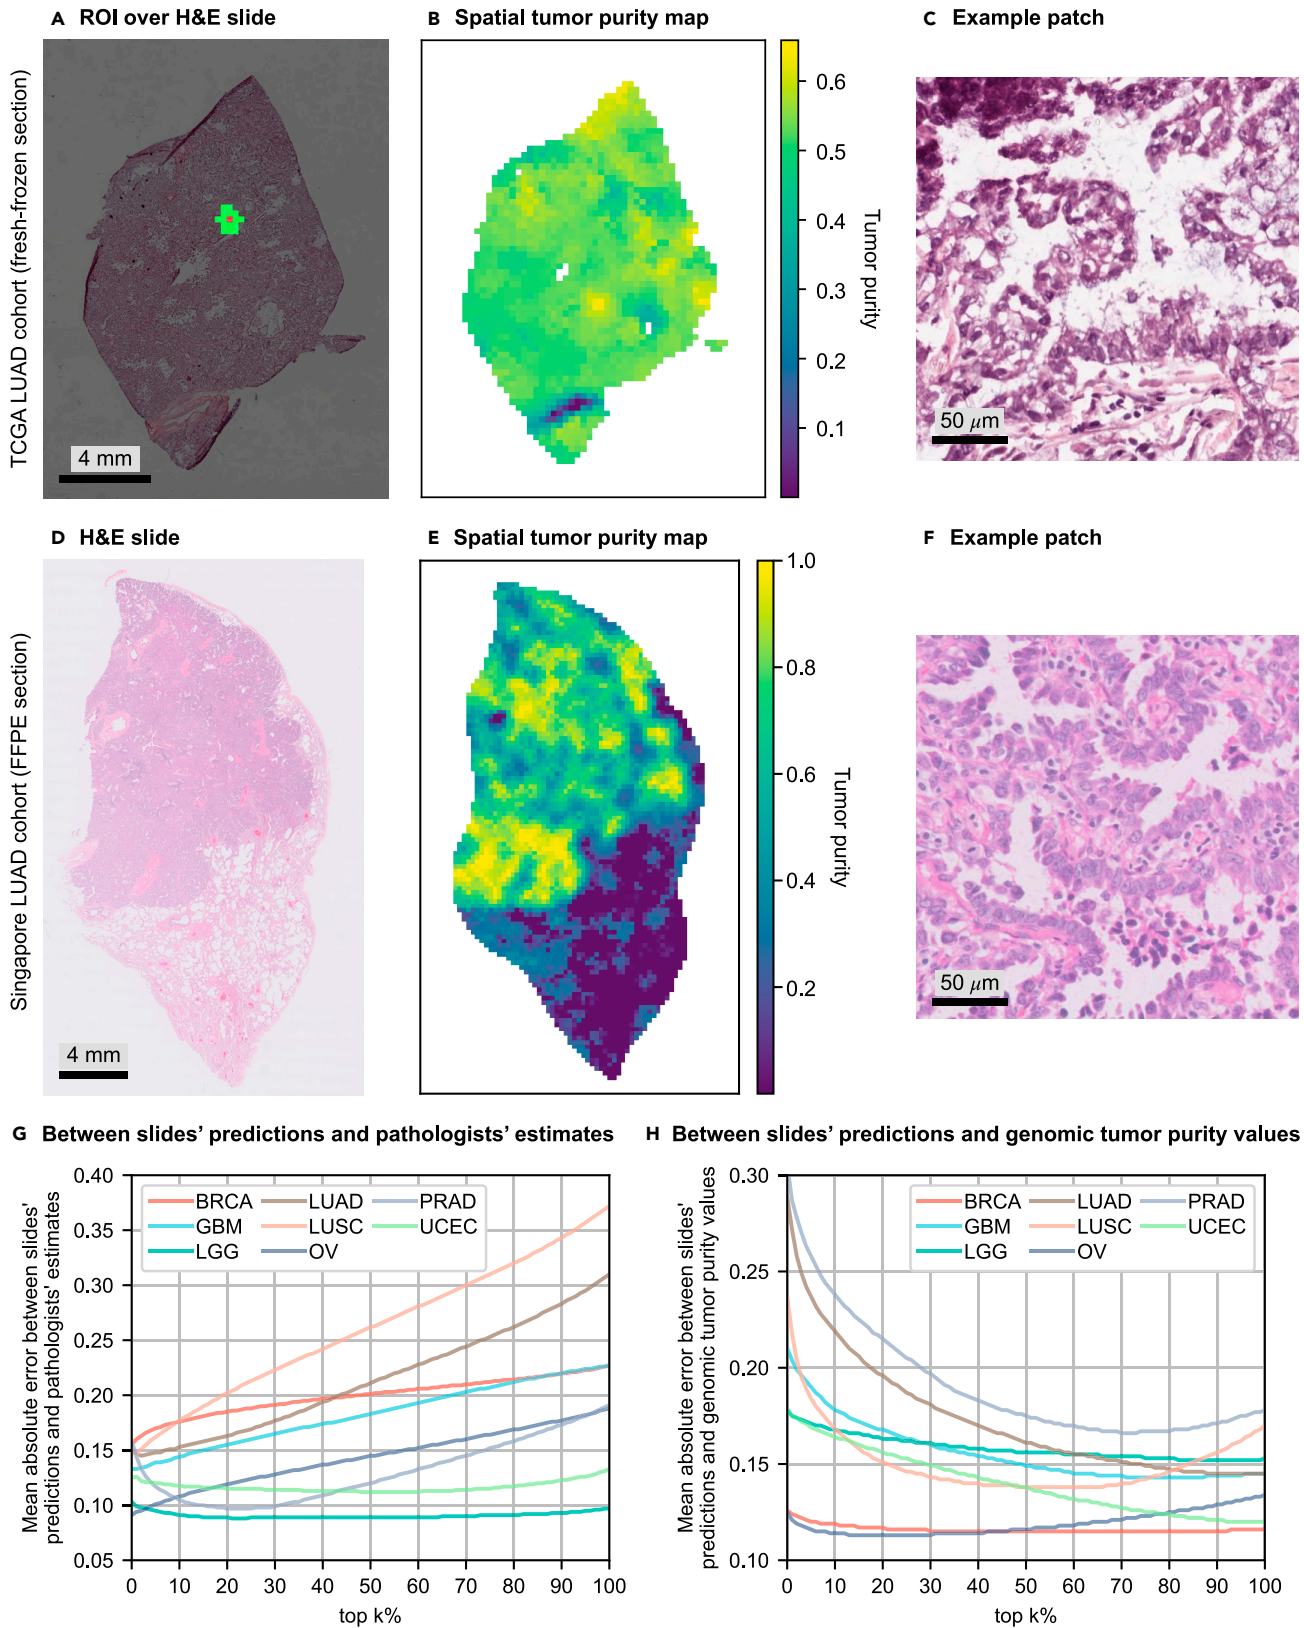 A ROI over H&E slide
B Spatial tumor purity map
C Example patch
TCGA LUAD cohort (fresh-frozen section)
4 mm
0.6
0.5
0.4
0.3
0.2
0.1
Tumor purity
50 μm
D H&E slide
E Spatial tumor purity map
F Example patch
Singapore LUAD cohort (FFPE section)
4 mm
1.0
0.8
0.6
0.4
0.2
Tumor purity
50 μm
G Between slides' predictions and pathologists' estimates
Mean absolute error between slides'
predictions and pathologists' estimates
0.40
0.35
0.30
0.25
0.20
0.15
0.10
0.05
BRCA LUAD PRAD
GBM LUSC UCEC
LGG OV
0 10 20 30 40 50 60 70 80 90 100
top k%
H Between slides' predictions and genomic tumor purity values
Mean absolute error between slides'
predictions and genomic tumor purity values
0.30
0.25
0.20
0.15
0.10
BRCA LUAD PRAD
GBM LUSC UCEC
LGG OV
0 10 20 30 40 50 60 70 80 90 100
top k%